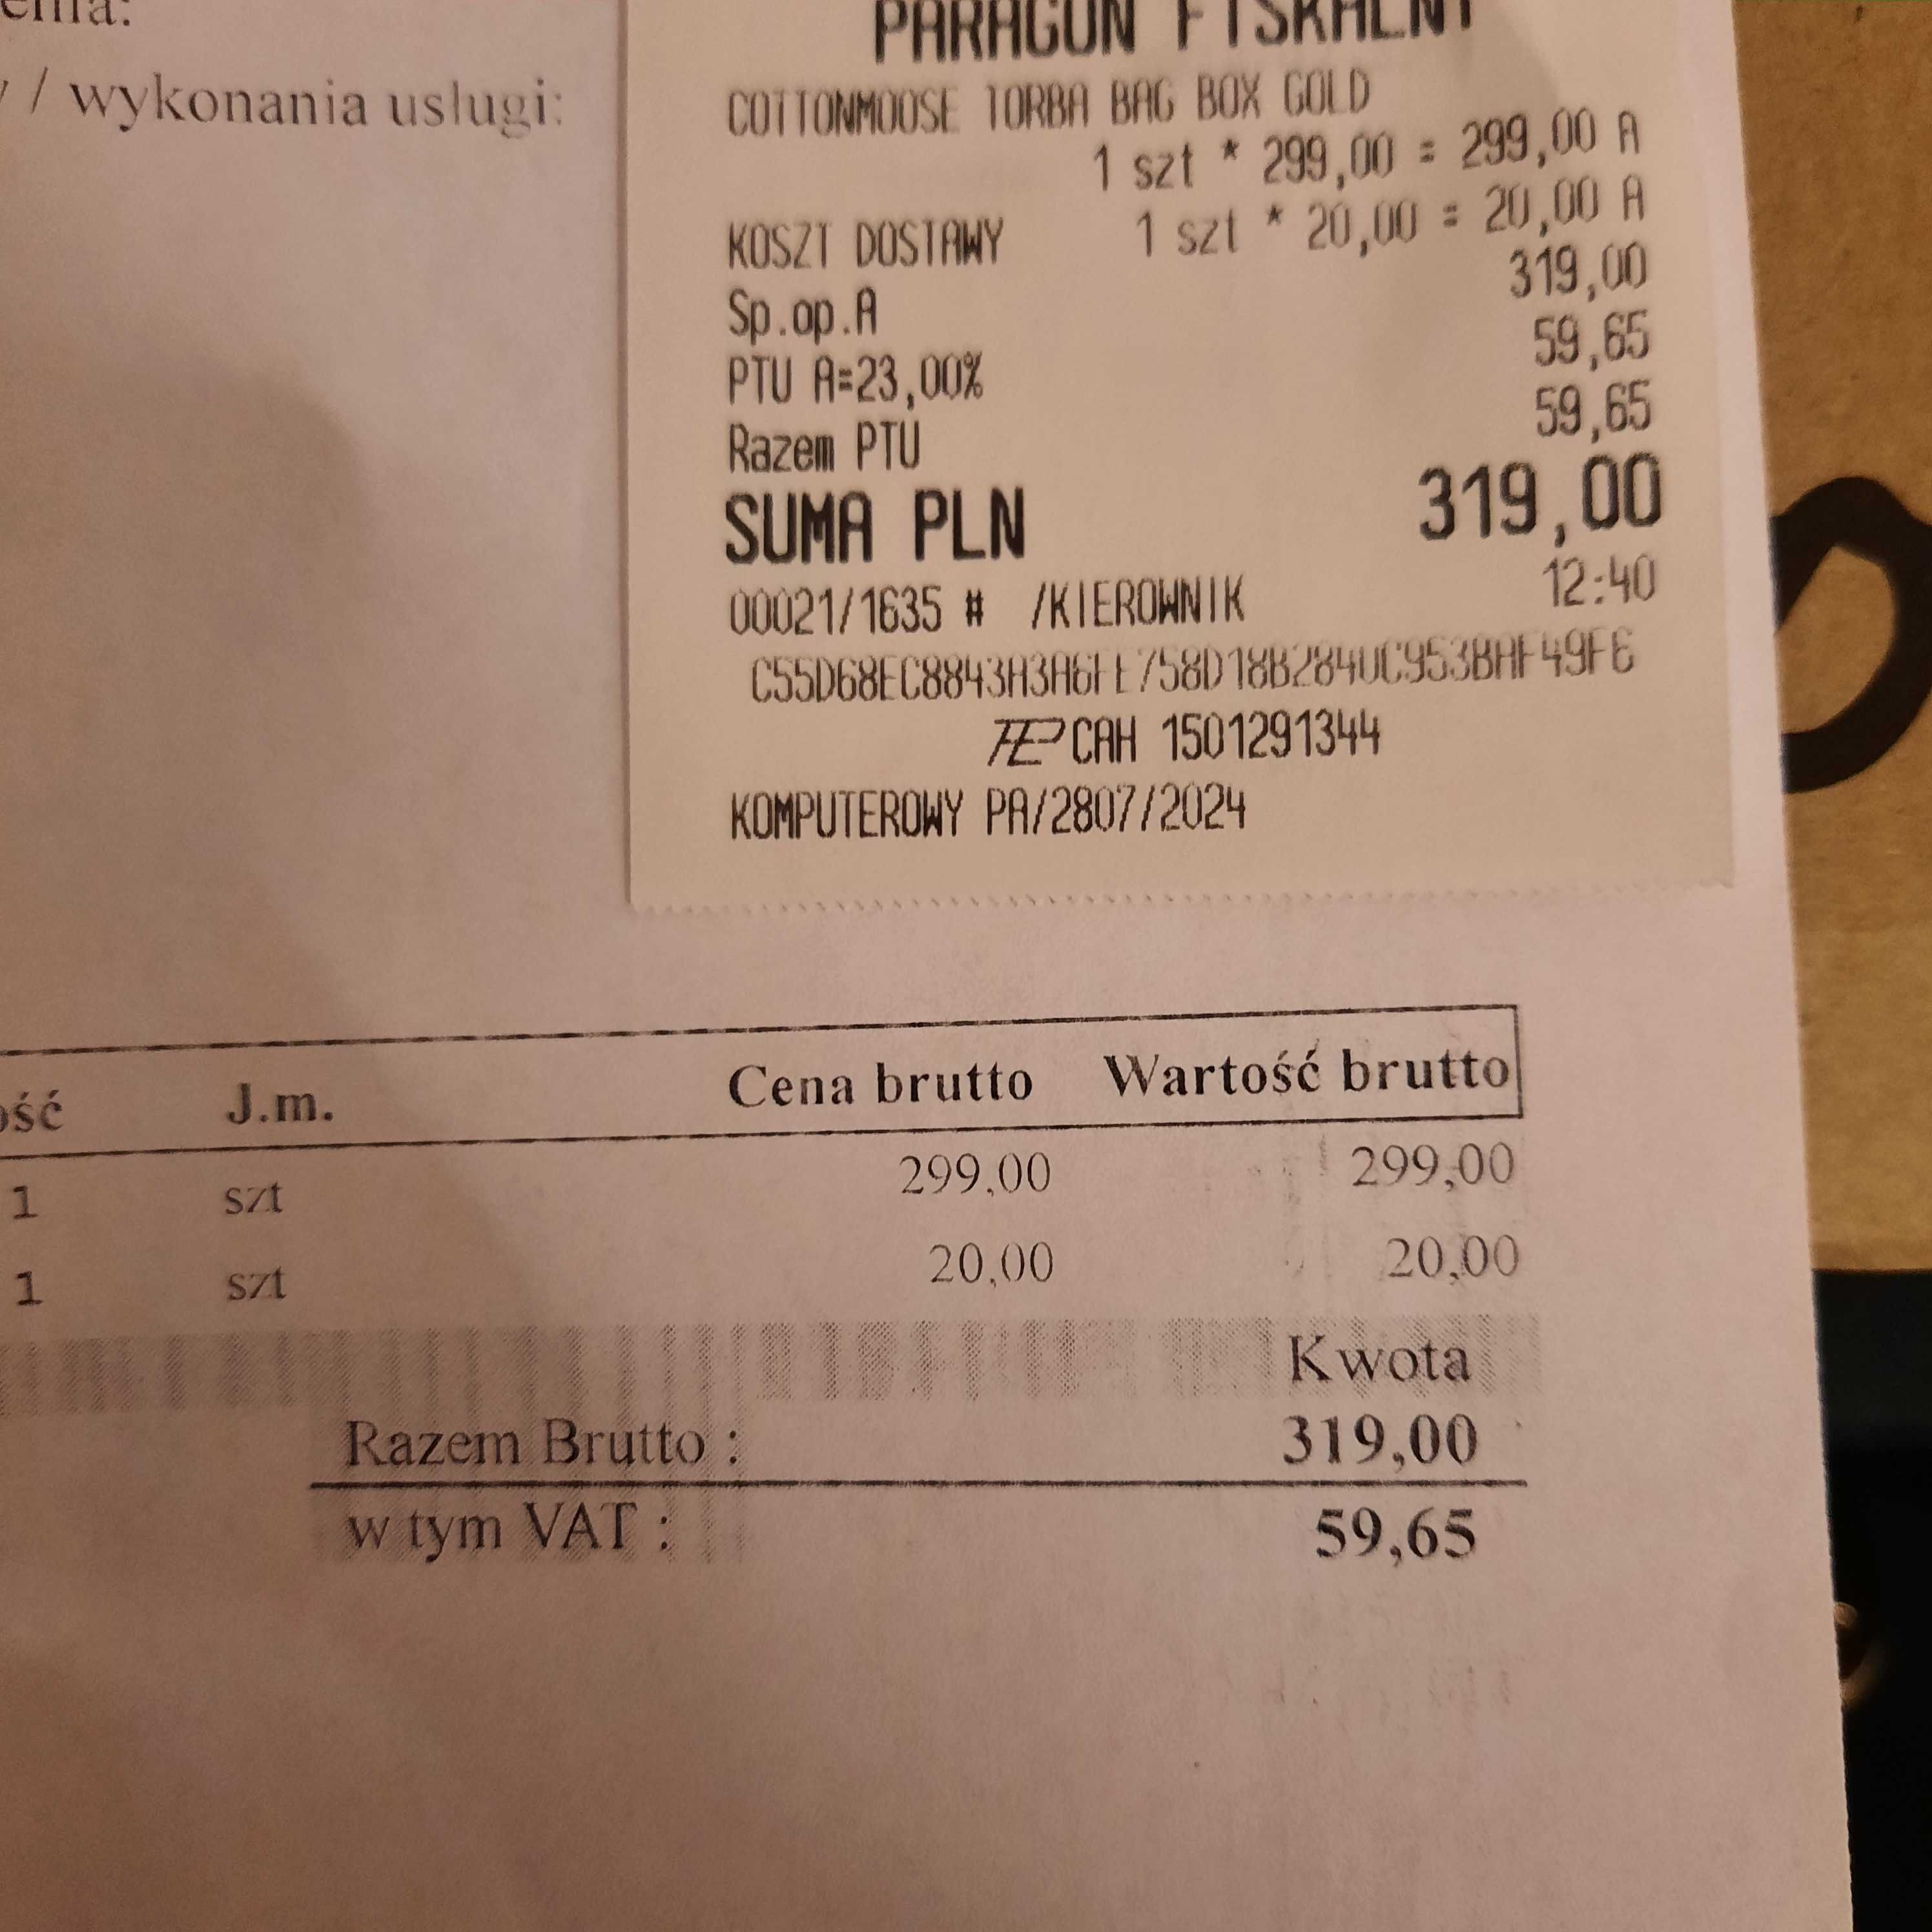 PARAGON FISKALNY
/ wykonania usługi:
COTTONMOOSE TORBA BAG BOX GOLD
1 szt * 299,00 = 299,00 A
KOSZT DOSTAWY 1 szt * 20,00 = 20,00 A
Sp.op.A 319,00
PTU A=23,00% 59,65
Razem PTU 59,65
SUMA PLN 319,00
00021/1635 # /KIEROWNIK 12:40
CAH 1501291344
KOMPUTEROWY PA/2807/2024
J.m. Cena brutto Wartość brutto
1 szt 299,00 299,00
1 szt 20,00 20,00
Kwota
Razem Brutto : 319,00
w tym VAT : 59,65